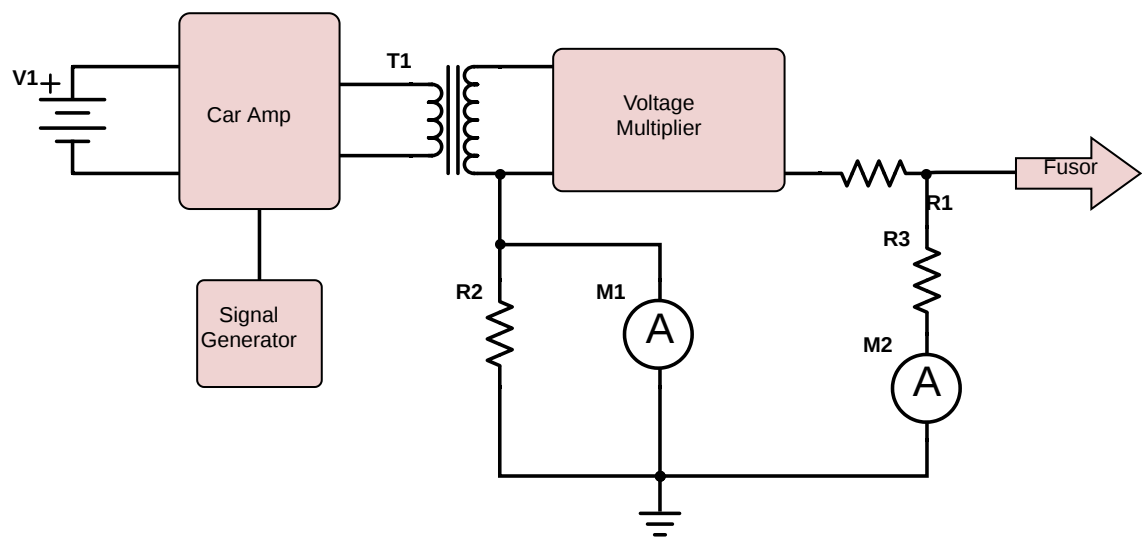 T1
V1
+
Car Amp
Voltage
Multiplier
Fusor
R1
R3
R2
M1
A
Signal
Generator
M2
A